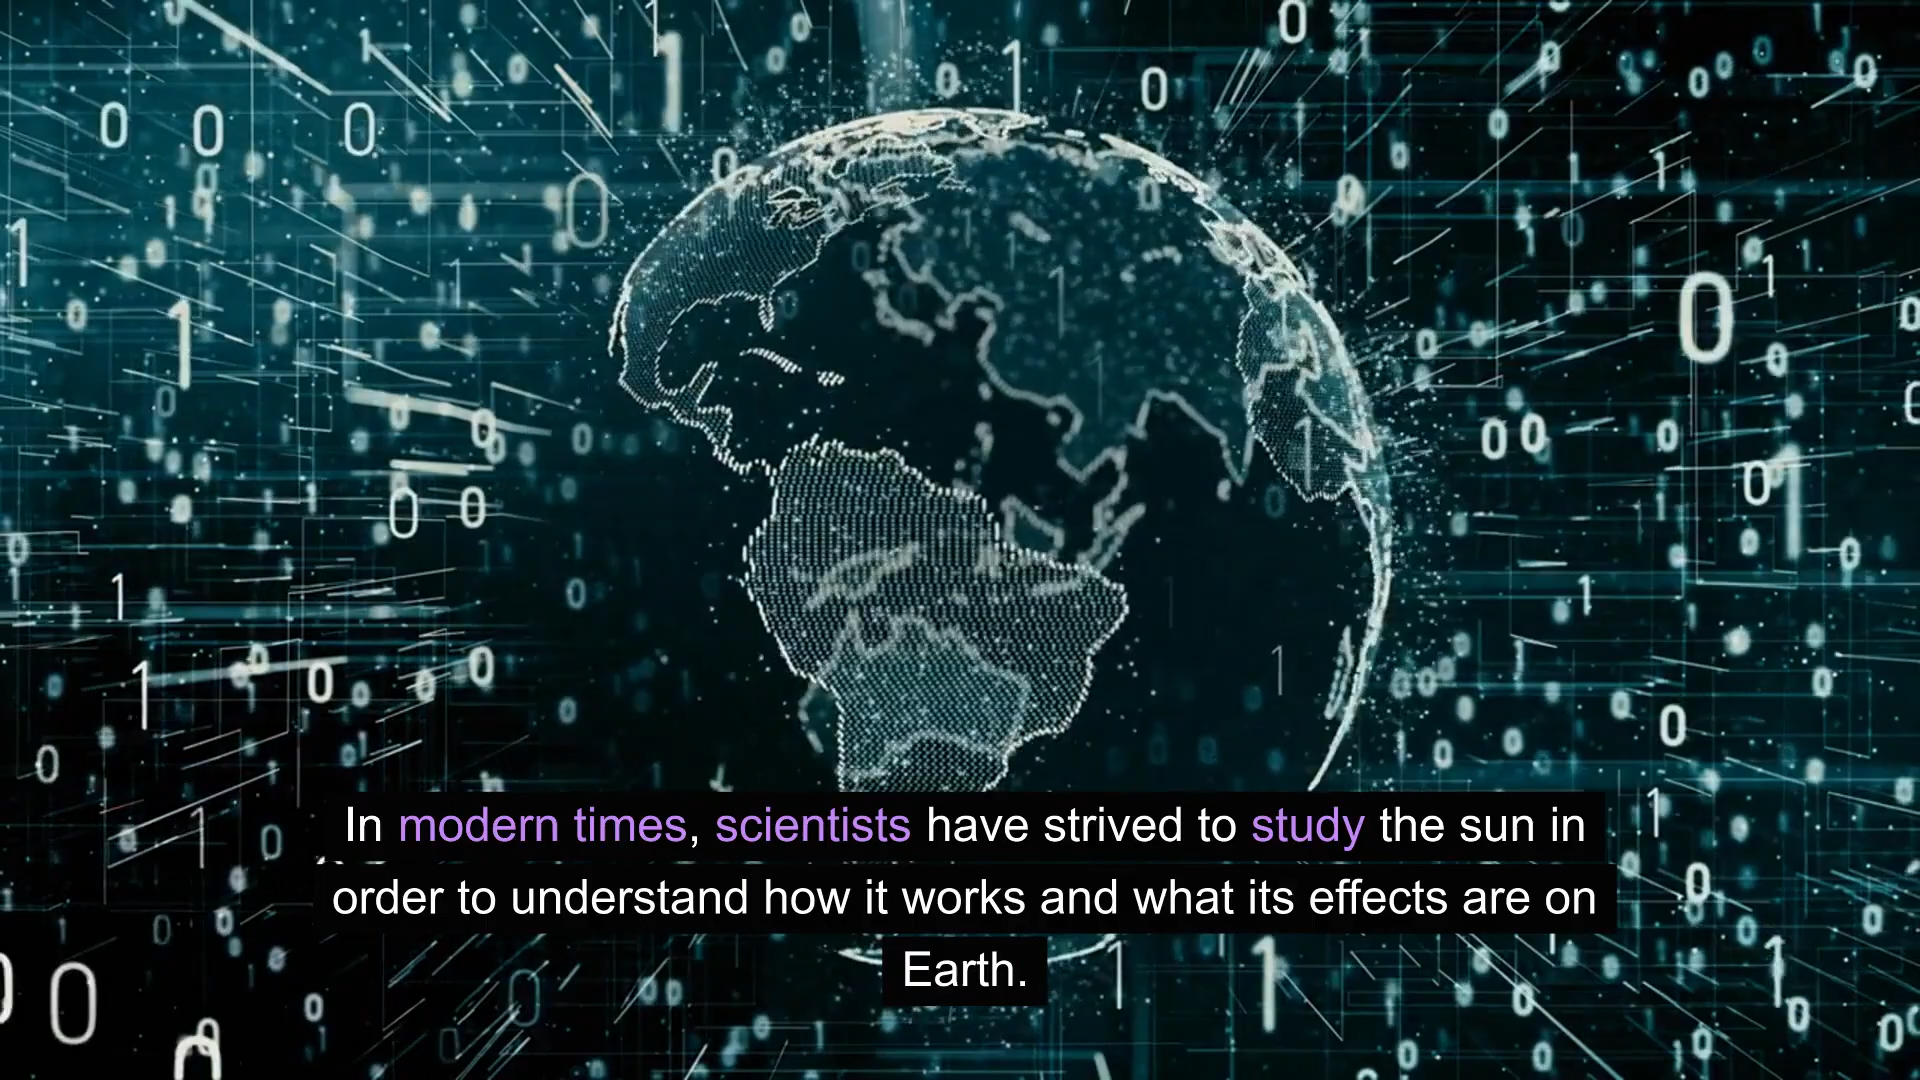 In modern times, scientists have strived to study the sun in
order to understand how it works and what its effects are on
Earth.